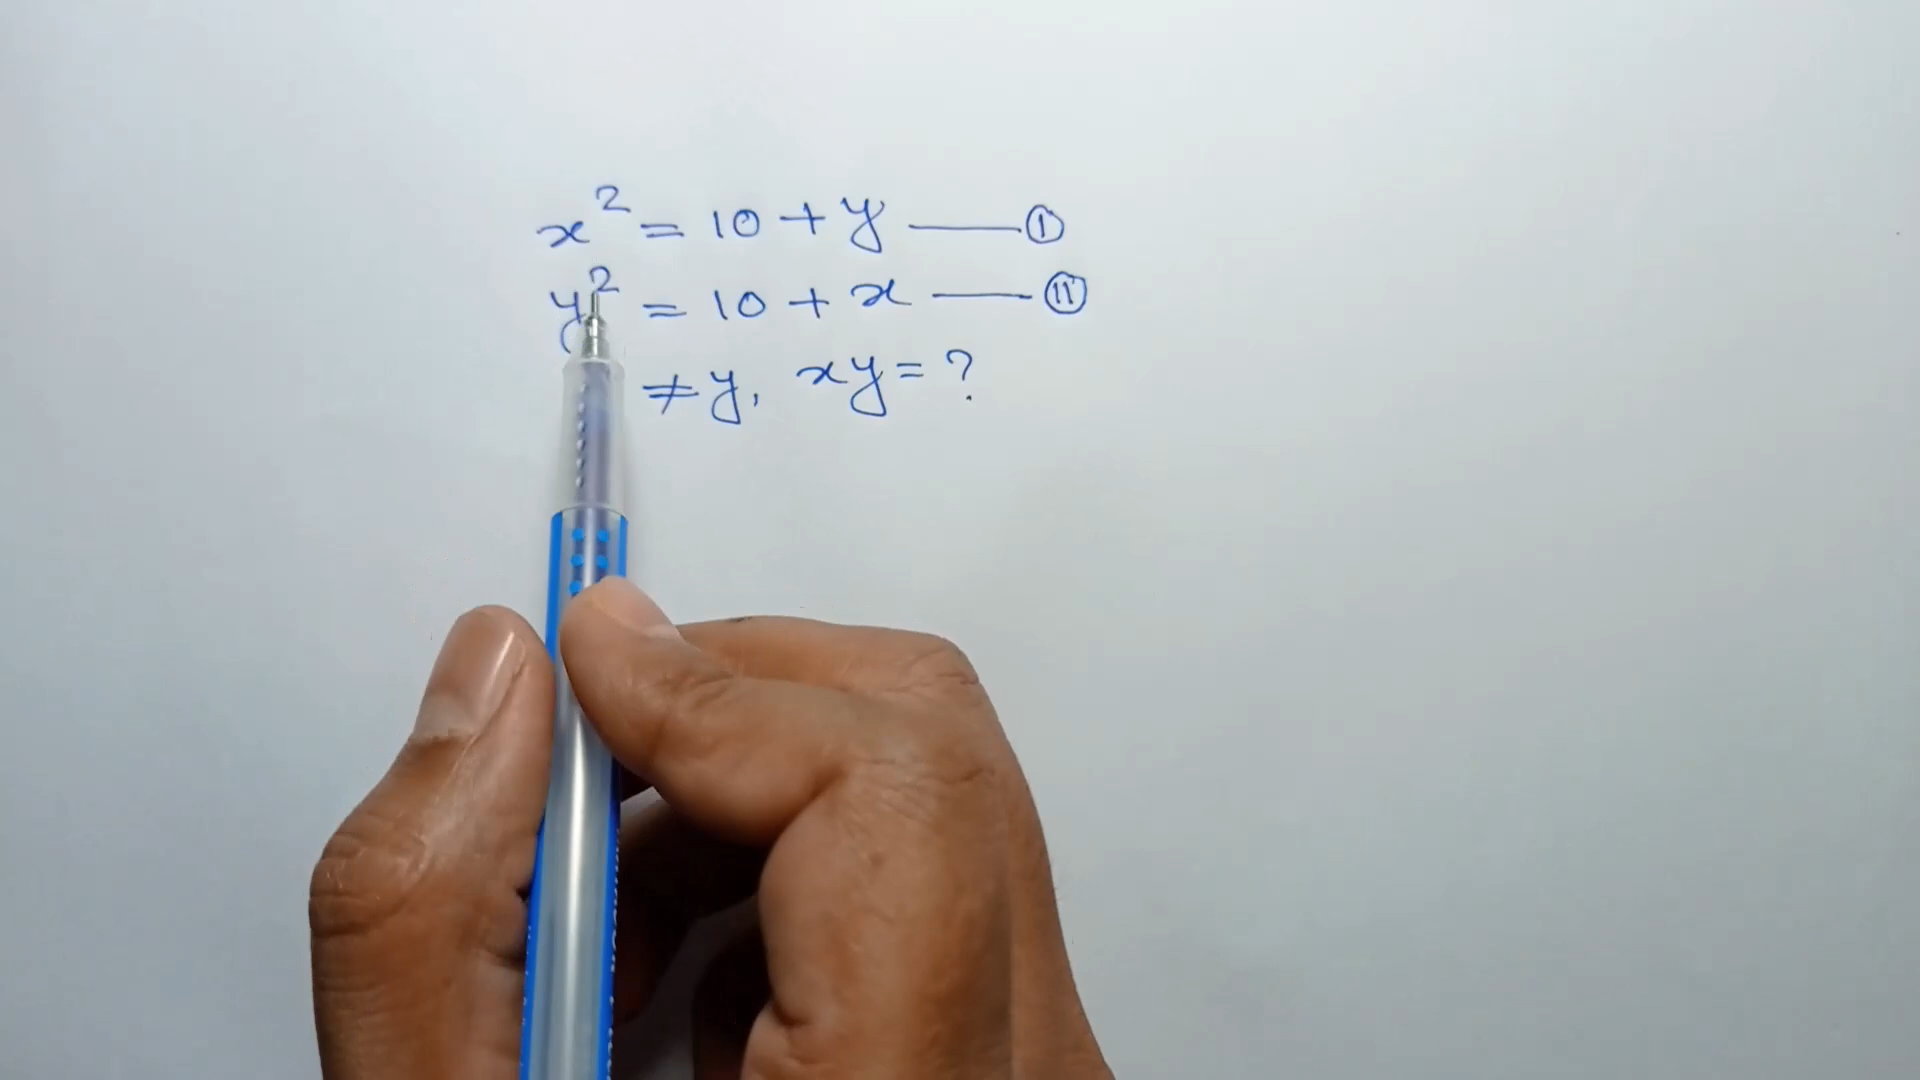 x² = 10 + y —— ①
y² = 10 + x —— ⑪
≠ y, xy = ?